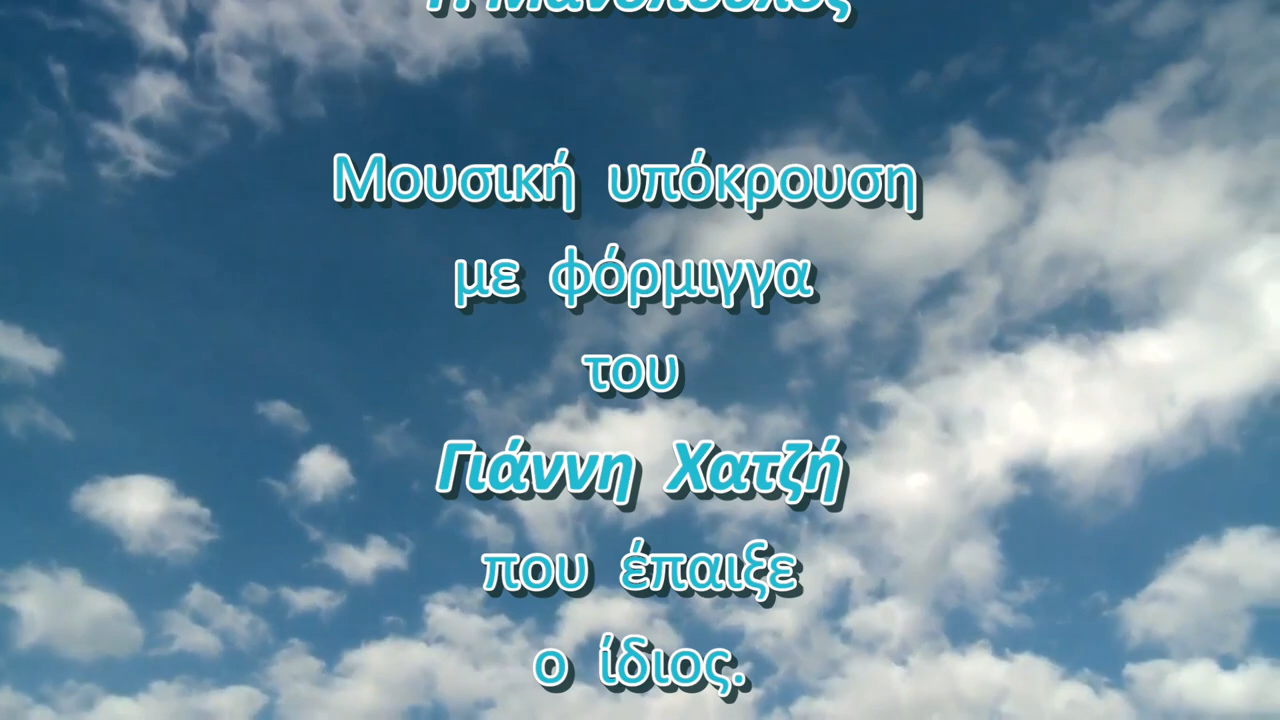 Μουσική υπόκρουση
με φόρμιγγα
του
Γιάννη Χατζή
που έπαιξε
ο ίδιος.